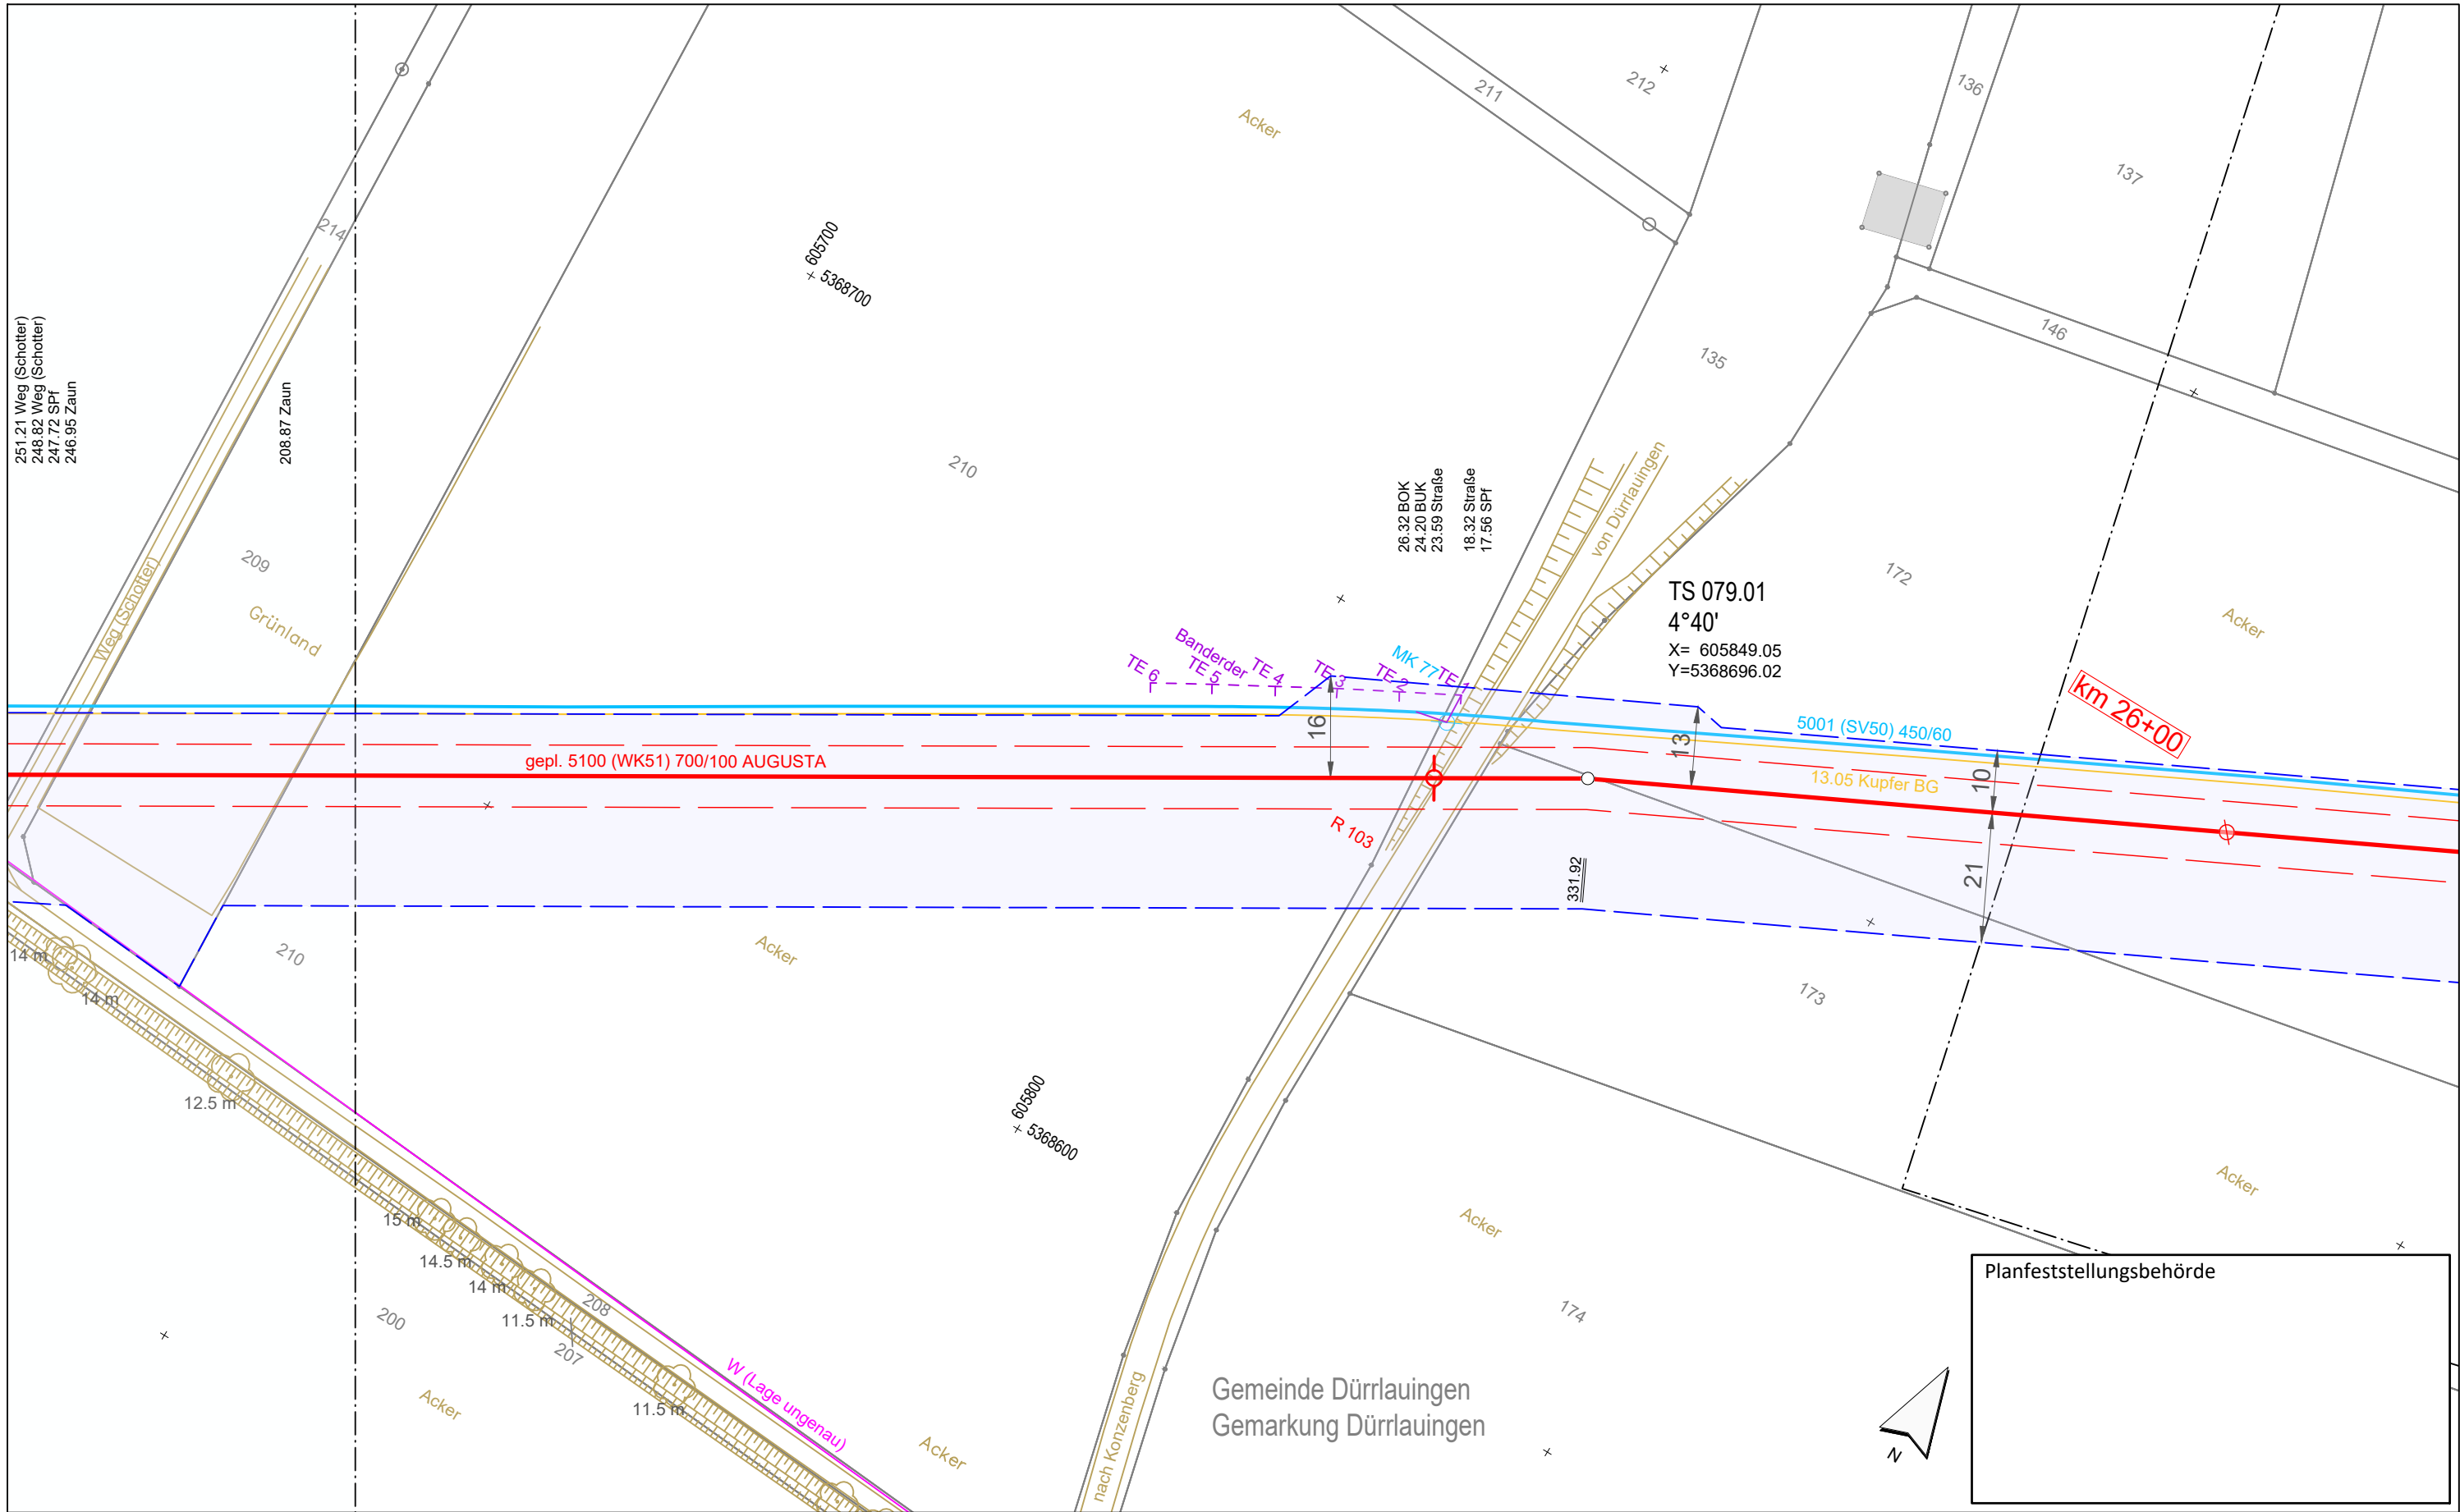 211
212
136
137
Acker
214
605700
5368700
146
135
251.21 Weg (Schotter)
248.82 Weg (Schotter)
247.72 SPf
246.95 Zaun
208.87 Zaun
210
26.32 BOK
24.20 BUK
23.59 Straße
18.32 Straße
17.56 SPf
von Dürrlauingen
209
Weg (Schotter)
Grünland
172
TS 079.01
4°40'
X= 605849.05
Y=5368696.02
Acker
Banderder
MK 77
TE 6
TE 5
TE 4
TE 3
TE 2
TE 1
km 26+00
16
13
5001 (SV50) 450/60
gepl. 5100 (WK51) 700/100 AUGUSTA
13.05 Kupfer BG
10
R 103
331.92
21
210
Acker
14 m
14 m
173
12.5 m
605800
5368600
Acker
Acker
15 m
14.5 m
14 m
11.5 m
208
200
207
174
Planfeststellungsbehörde
W (Lage ungenau)
11.5 m
Acker
Acker
nach Konzenberg
Gemeinde Dürrlauingen
Gemarkung Dürrlauingen
N